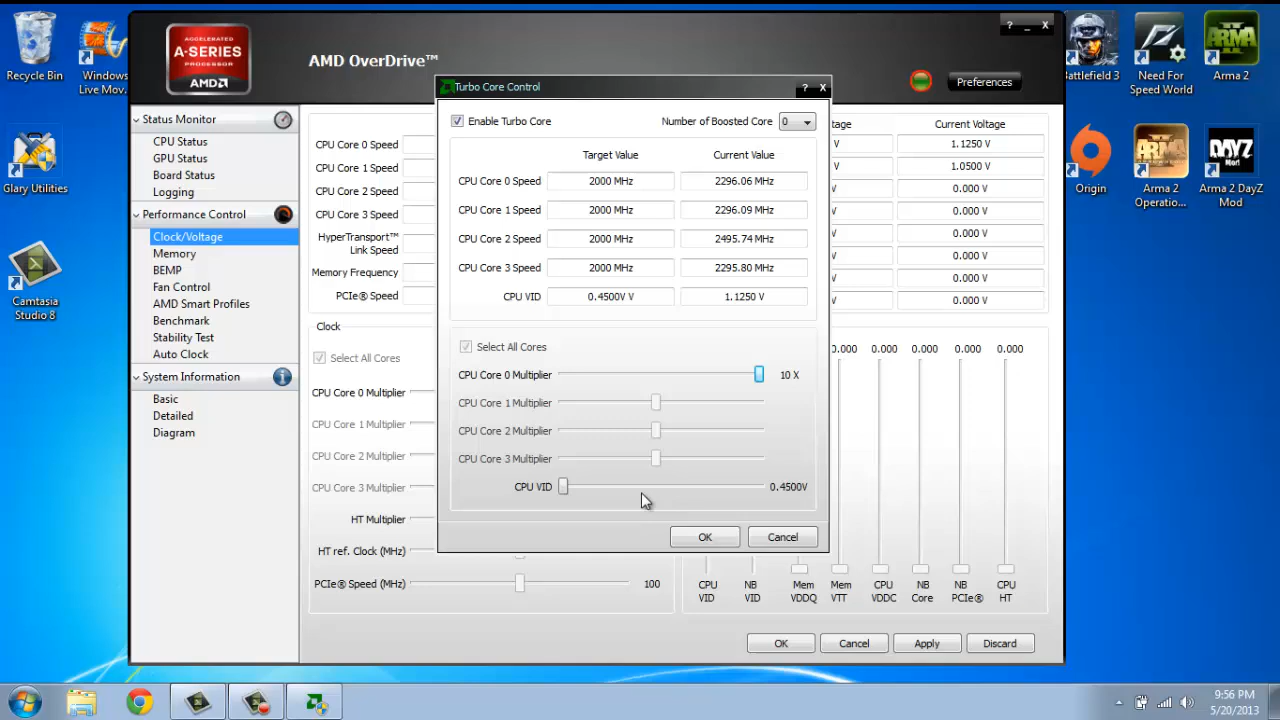 Recycle Bin
Windows
Live Mov...
Glary Utilities
Camtasia
Studio 8
ACCELERATED
A-SERIES
PROCESSOR
AMD
AMD OverDrive™
? _ X
Preferences
Status Monitor
CPU Status
GPU Status
Board Status
Logging
Performance Control
Clock/Voltage
Memory
BEMP
Fan Control
AMD Smart Profiles
Benchmark
Stability Test
Auto Clock
System Information
Basic
Detailed
Diagram
CPU Core 0 Speed
CPU Core 1 Speed
CPU Core 2 Speed
CPU Core 3 Speed
HyperTransport™
Link Speed
Memory Frequency
PCIe® Speed
Clock
Select All Cores
CPU Core 0 Multiplier
CPU Core 1 Multiplier
CPU Core 2 Multiplier
CPU Core 3 Multiplier
HT Multiplier
HT ref. Clock (MHz)
PCIe® Speed (MHz) 100
Turbo Core Control ? X
Enable Turbo Core Number of Boosted Core 0
Target Value Current Value
CPU Core 0 Speed 2000 MHz 2296.06 MHz
CPU Core 1 Speed 2000 MHz 2296.09 MHz
CPU Core 2 Speed 2000 MHz 2495.74 MHz
CPU Core 3 Speed 2000 MHz 2295.80 MHz
CPU VID 0.4500V V 1.1250 V
Select All Cores
CPU Core 0 Multiplier 10 X
CPU Core 1 Multiplier
CPU Core 2 Multiplier
CPU Core 3 Multiplier
CPU VID 0.4500V
OK Cancel
tage Current Voltage
V 1.1250 V
V 1.0500 V
V 0.000 V
V 0.000 V
V 0.000 V
V 0.000 V
V 0.000 V
0.000 0.000 0.000 0.000 0.000
CPU
VID
NB
VID
Mem
VDDQ
Mem
VTT
CPU
VDDC
NB
Core
NB
PCIe®
CPU
HT
OK Cancel Apply Discard
Battlefield 3
Need For
Speed World
Arma 2
Origin
Arma 2
Operatio...
Arma 2 DayZ
Mod
9:56 PM
5/20/2013